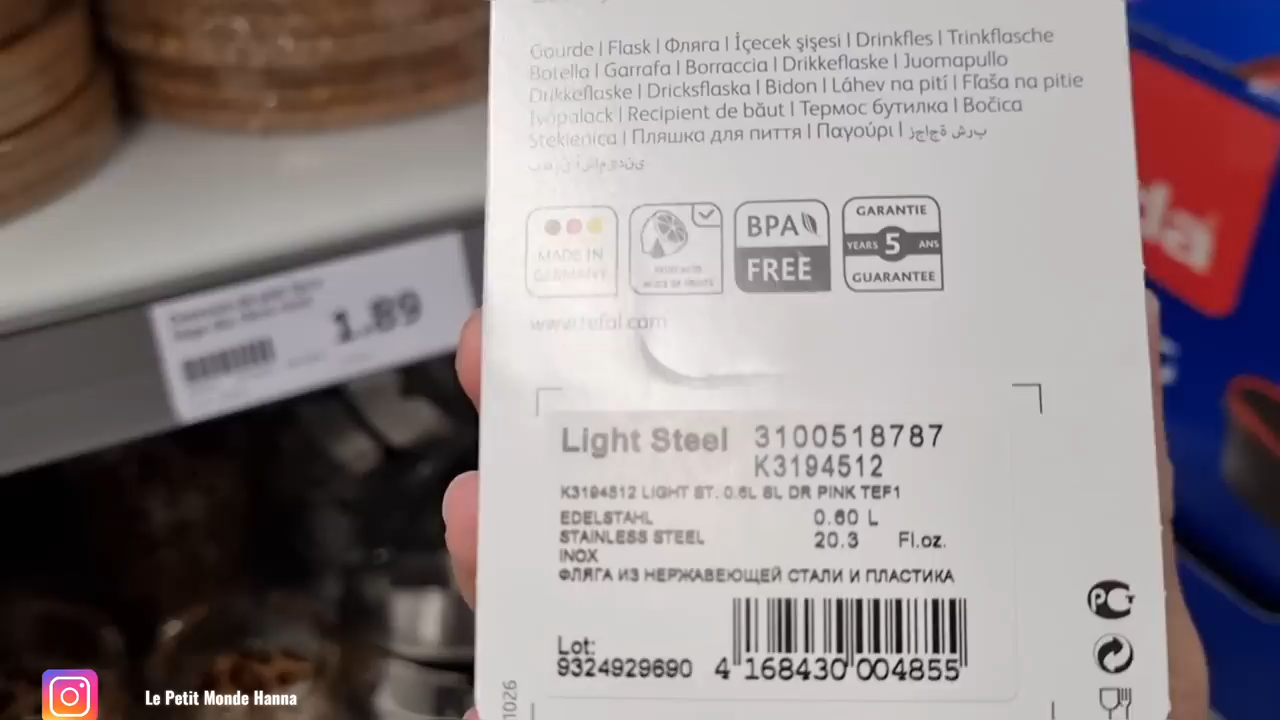 Gourde | Flask | Фляга | İçecek şişesi | Drinkfles | Trinkflasche
Botella | Garrafa | Borraccia | Drikkeflaske | Juomapullo
Drikkeflaske | Dricksflaska | Bidon | Láhev na pití | Fľaša na pitie
Ivópalack | Recipient de băut | Термос бутилка | Bočica
Steklenica | Пляшка для пиття | Παγούρι |
MADE IN
GERMANY
BPA
FREE
GARANTIE
YEARS 5 ANS
GUARANTEE
www.tefal.com
1.89
Light Steel 3100518787
K3194512
K3194512 LIGHT ST. 0.6L SL DR PINK TEF1
EDELSTAHL 0.60 L
STAINLESS STEEL 20.3 Fl.oz.
INOX
ФЛЯГА ИЗ НЕРЖАВЕЮЩЕЙ СТАЛИ И ПЛАСТИКА
Lot:
9324929690 4 168430 004855
1026
Le Petit Monde Hanna